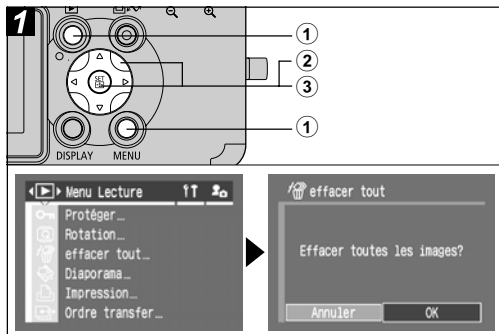 1
1
2
SET
3
1
DISPLAY MENU
Menu Lecture
Protéger...
Rotation...
effacer tout...
Diaporama...
Impression...
Ordre transfer...
effacer tout
Effacer toutes les images?
Annuler OK